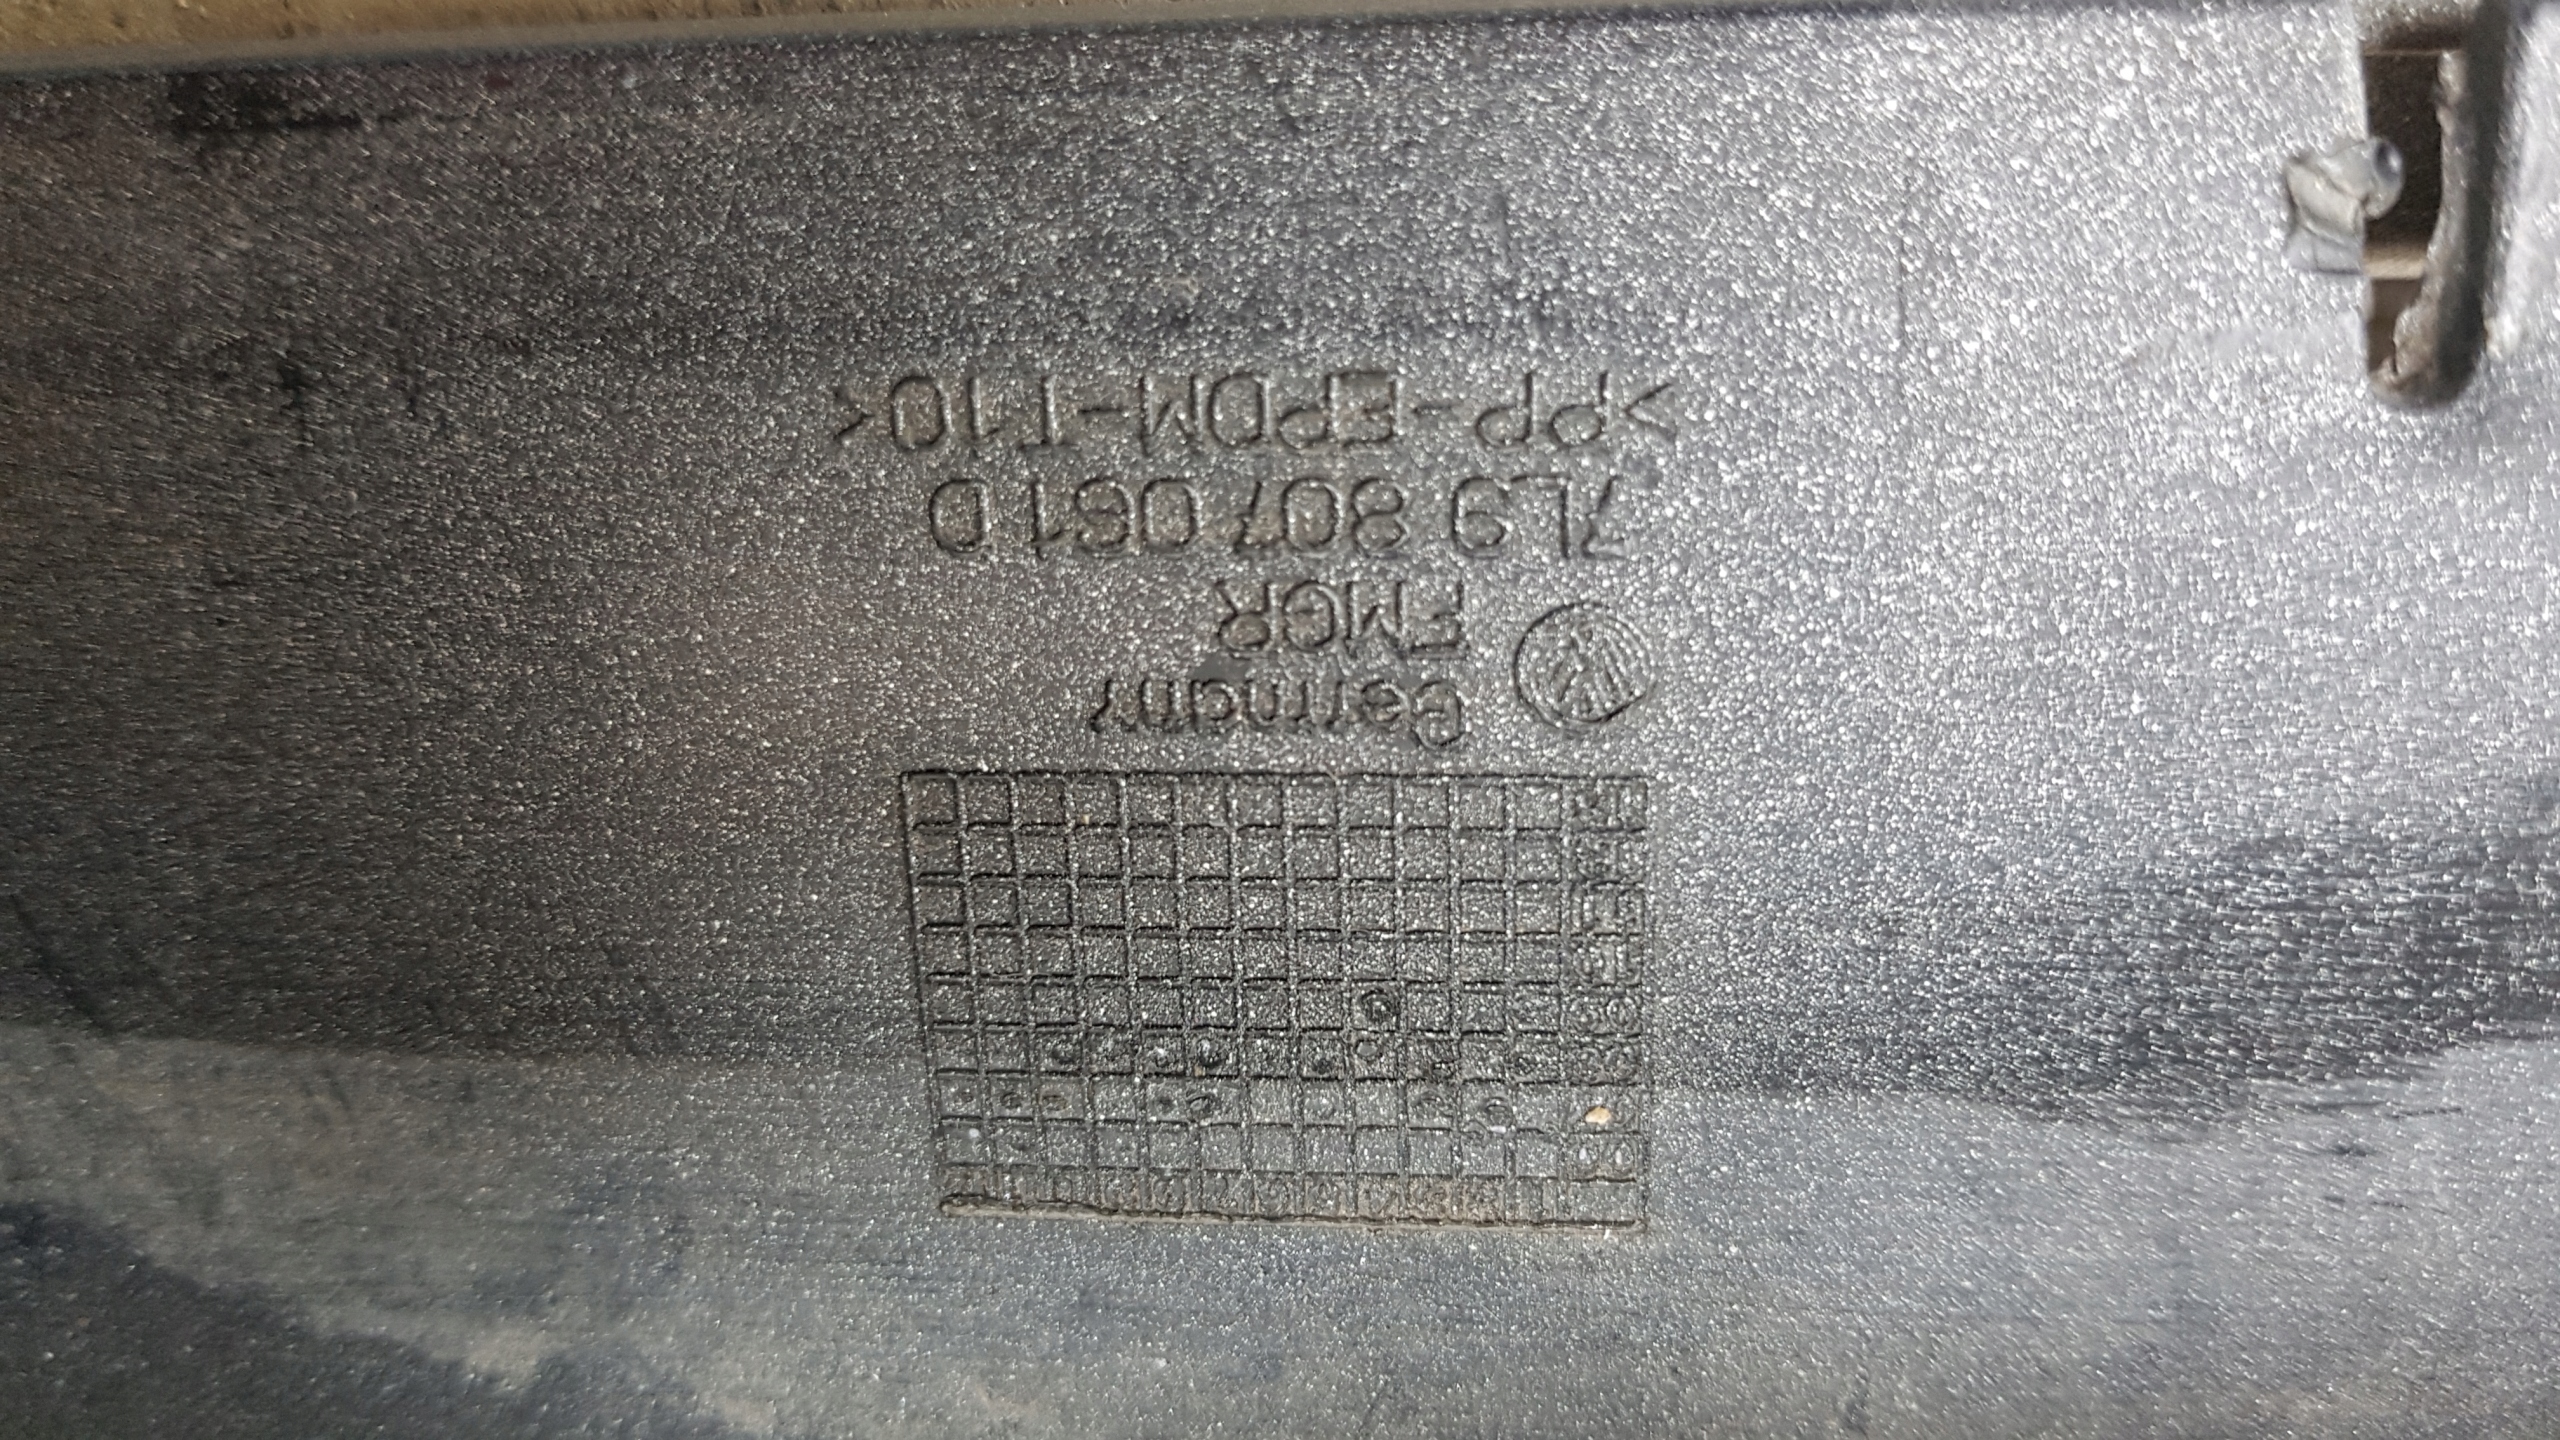 Germany
FMGR
7L9 807 061 D
>PP-EPDM-T10<